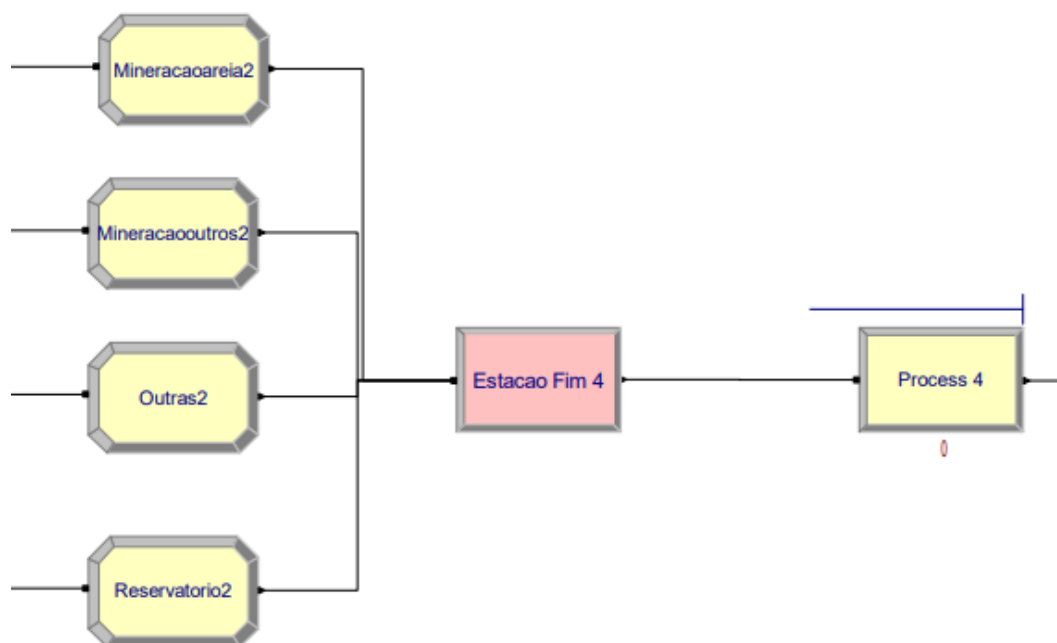 Mineracaoareia2
Mineracaooutros2
Outras2
Estacao Fim 4
Process 4
0
Reservatorio2